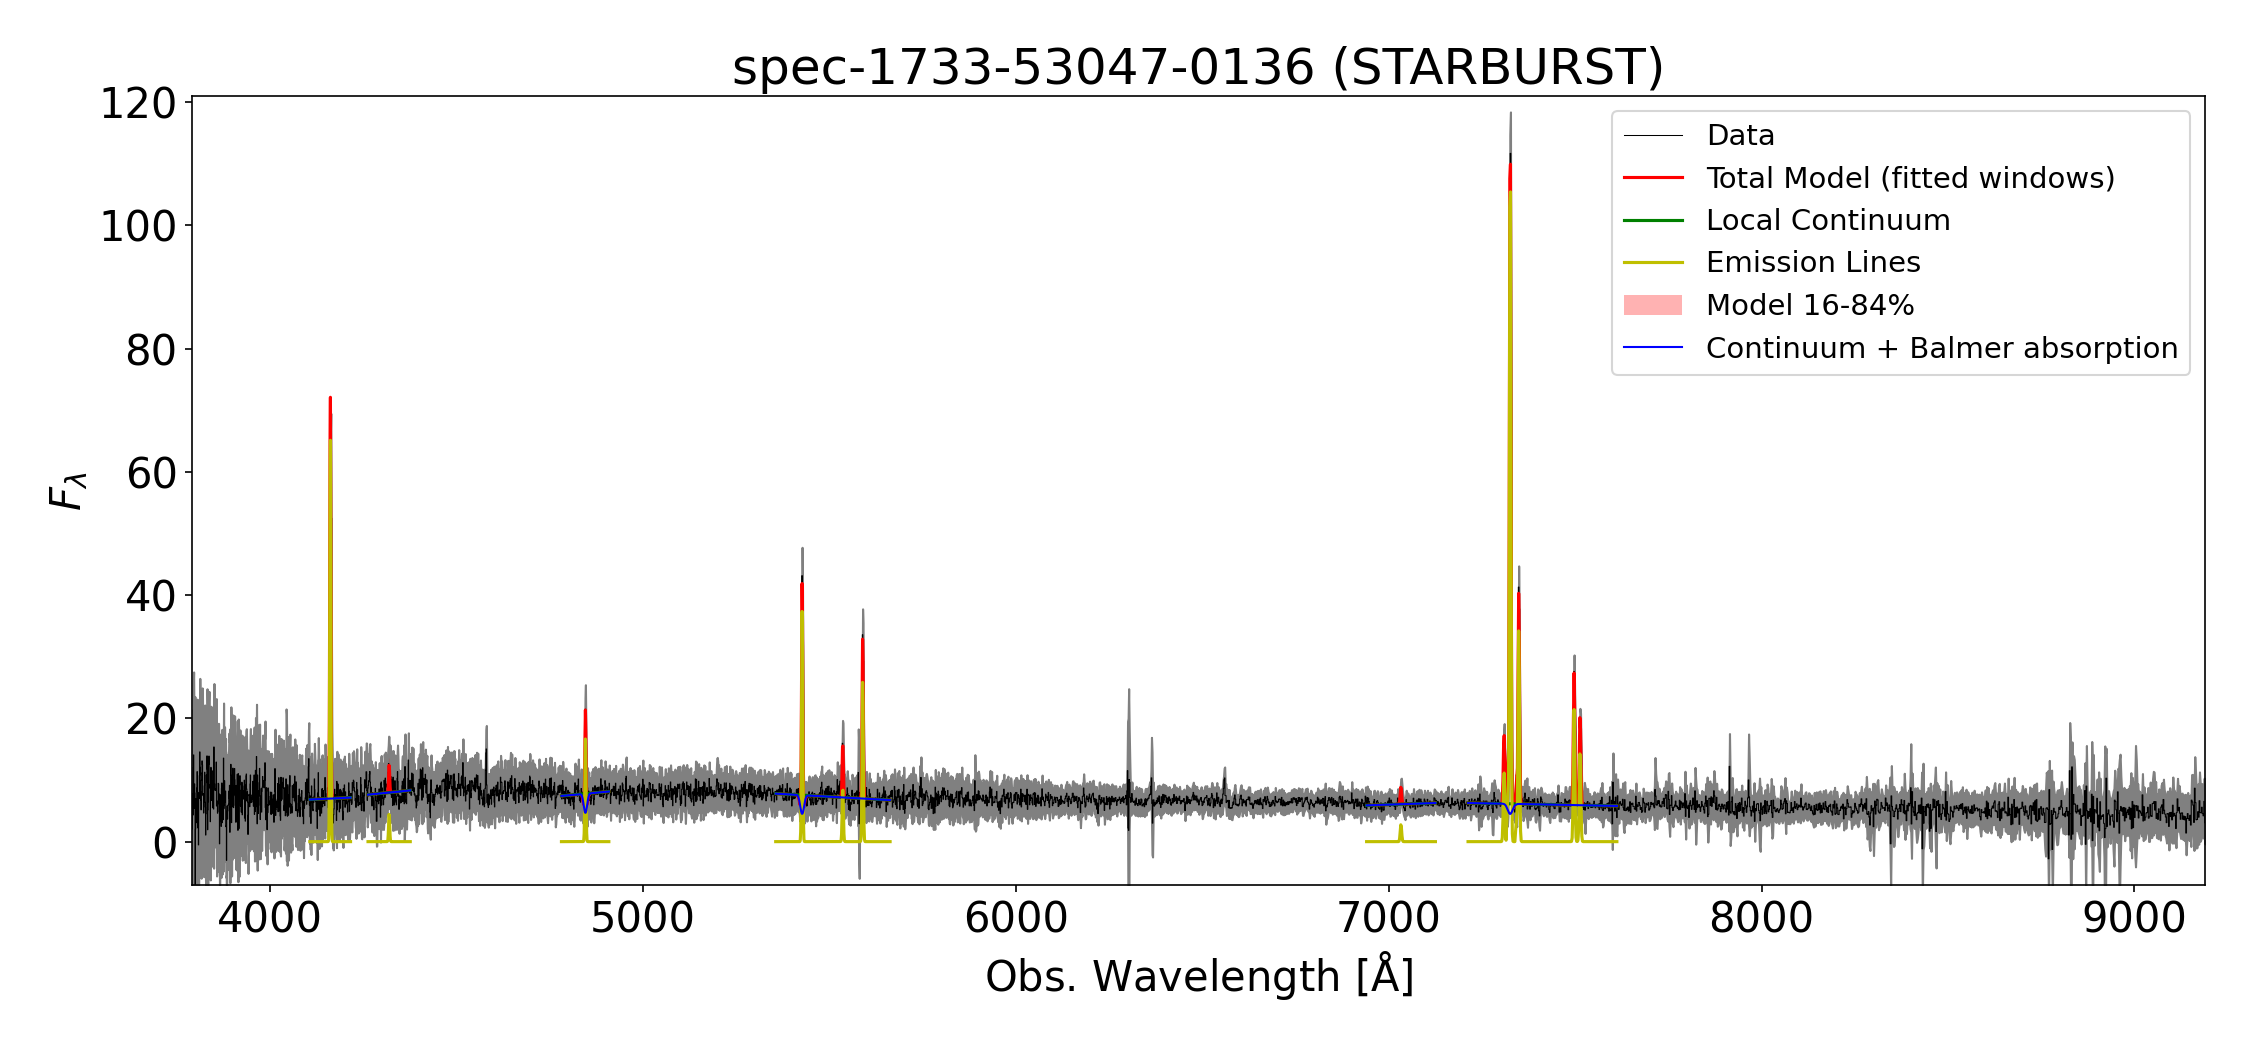 spec-1733-53047-0136 (STARBURST)
120
100
80
60
40
20
0
Fλ
Data
Total Model (fitted windows)
Local Continuum
Emission Lines
Model 16-84%
Continuum + Balmer absorption
4000 5000 6000 7000 8000 9000
Obs. Wavelength [Å]